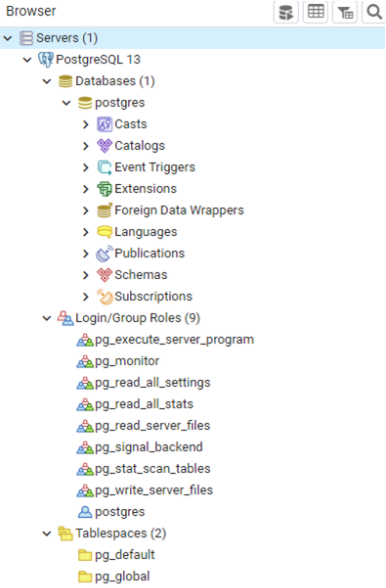 Browser
Servers (1)
PostgreSQL 13
Databases (1)
postgres
Casts
Catalogs
Event Triggers
Extensions
Foreign Data Wrappers
Languages
Publications
Schemas
Subscriptions
Login/Group Roles (9)
pg_execute_server_program
pg_monitor
pg_read_all_settings
pg_read_all_stats
pg_read_server_files
pg_signal_backend
pg_stat_scan_tables
pg_write_server_files
postgres
Tablespaces (2)
pg_default
pg_global